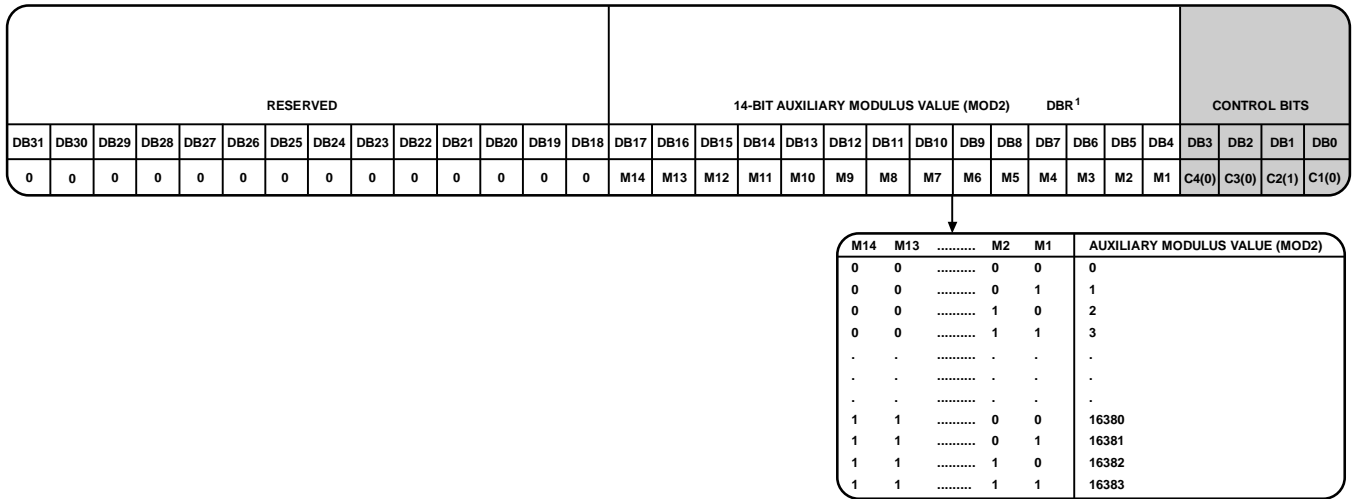 RESERVED 14-BIT AUXILIARY MODULUS VALUE (MOD2) DBR1 CONTROL BITS
DB31 DB30 DB29 DB28 DB27 DB26 DB25 DB24 DB23 DB22 DB21 DB20 DB19 DB18 DB17 DB16 DB15 DB14 DB13 DB12 DB11 DB10 DB9 DB8 DB7 DB6 DB5 DB4 DB3 DB2 DB1 DB0
0 0 0 0 0 0 0 0 0 0 0 0 0 0 M14 M13 M12 M11 M10 M9 M8 M7 M6 M5 M4 M3 M2 M1 C4(0) C3(0) C2(1) C1(0)
M14 M13 .......... M2 M1 AUXILIARY MODULUS VALUE (MOD2)
0 0 .......... 0 0 0
0 0 .......... 0 1 1
0 0 .......... 1 0 2
0 0 .......... 1 1 3
. . .......... . . .
. . .......... . . .
. . .......... . . .
1 1 .......... 0 0 16380
1 1 .......... 0 1 16381
1 1 .......... 1 0 16382
1 1 ......... 1 1 16383